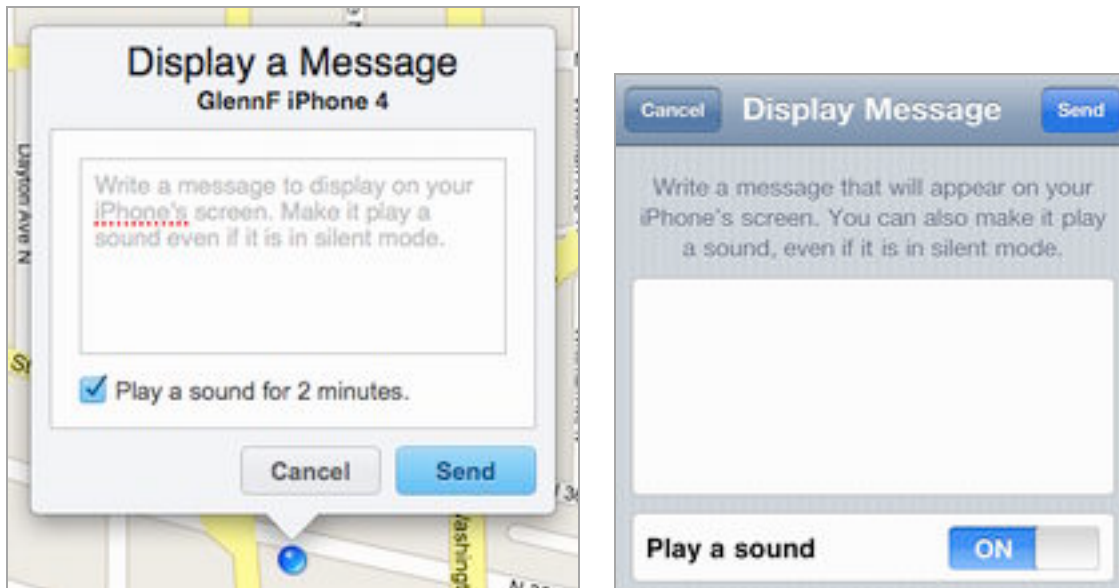 Display a Message
GlennF iPhone 4
Write a message to display on your
iPhone's screen. Make it play a
sound even if it is in silent mode.
Play a sound for 2 minutes.
Cancel
Send
Dayton Ave N
St
Cancel
Display Message
Send
Write a message that will appear on your
iPhone's screen. You can also make it play
a sound, even if it is in silent mode.
Play a sound
ON